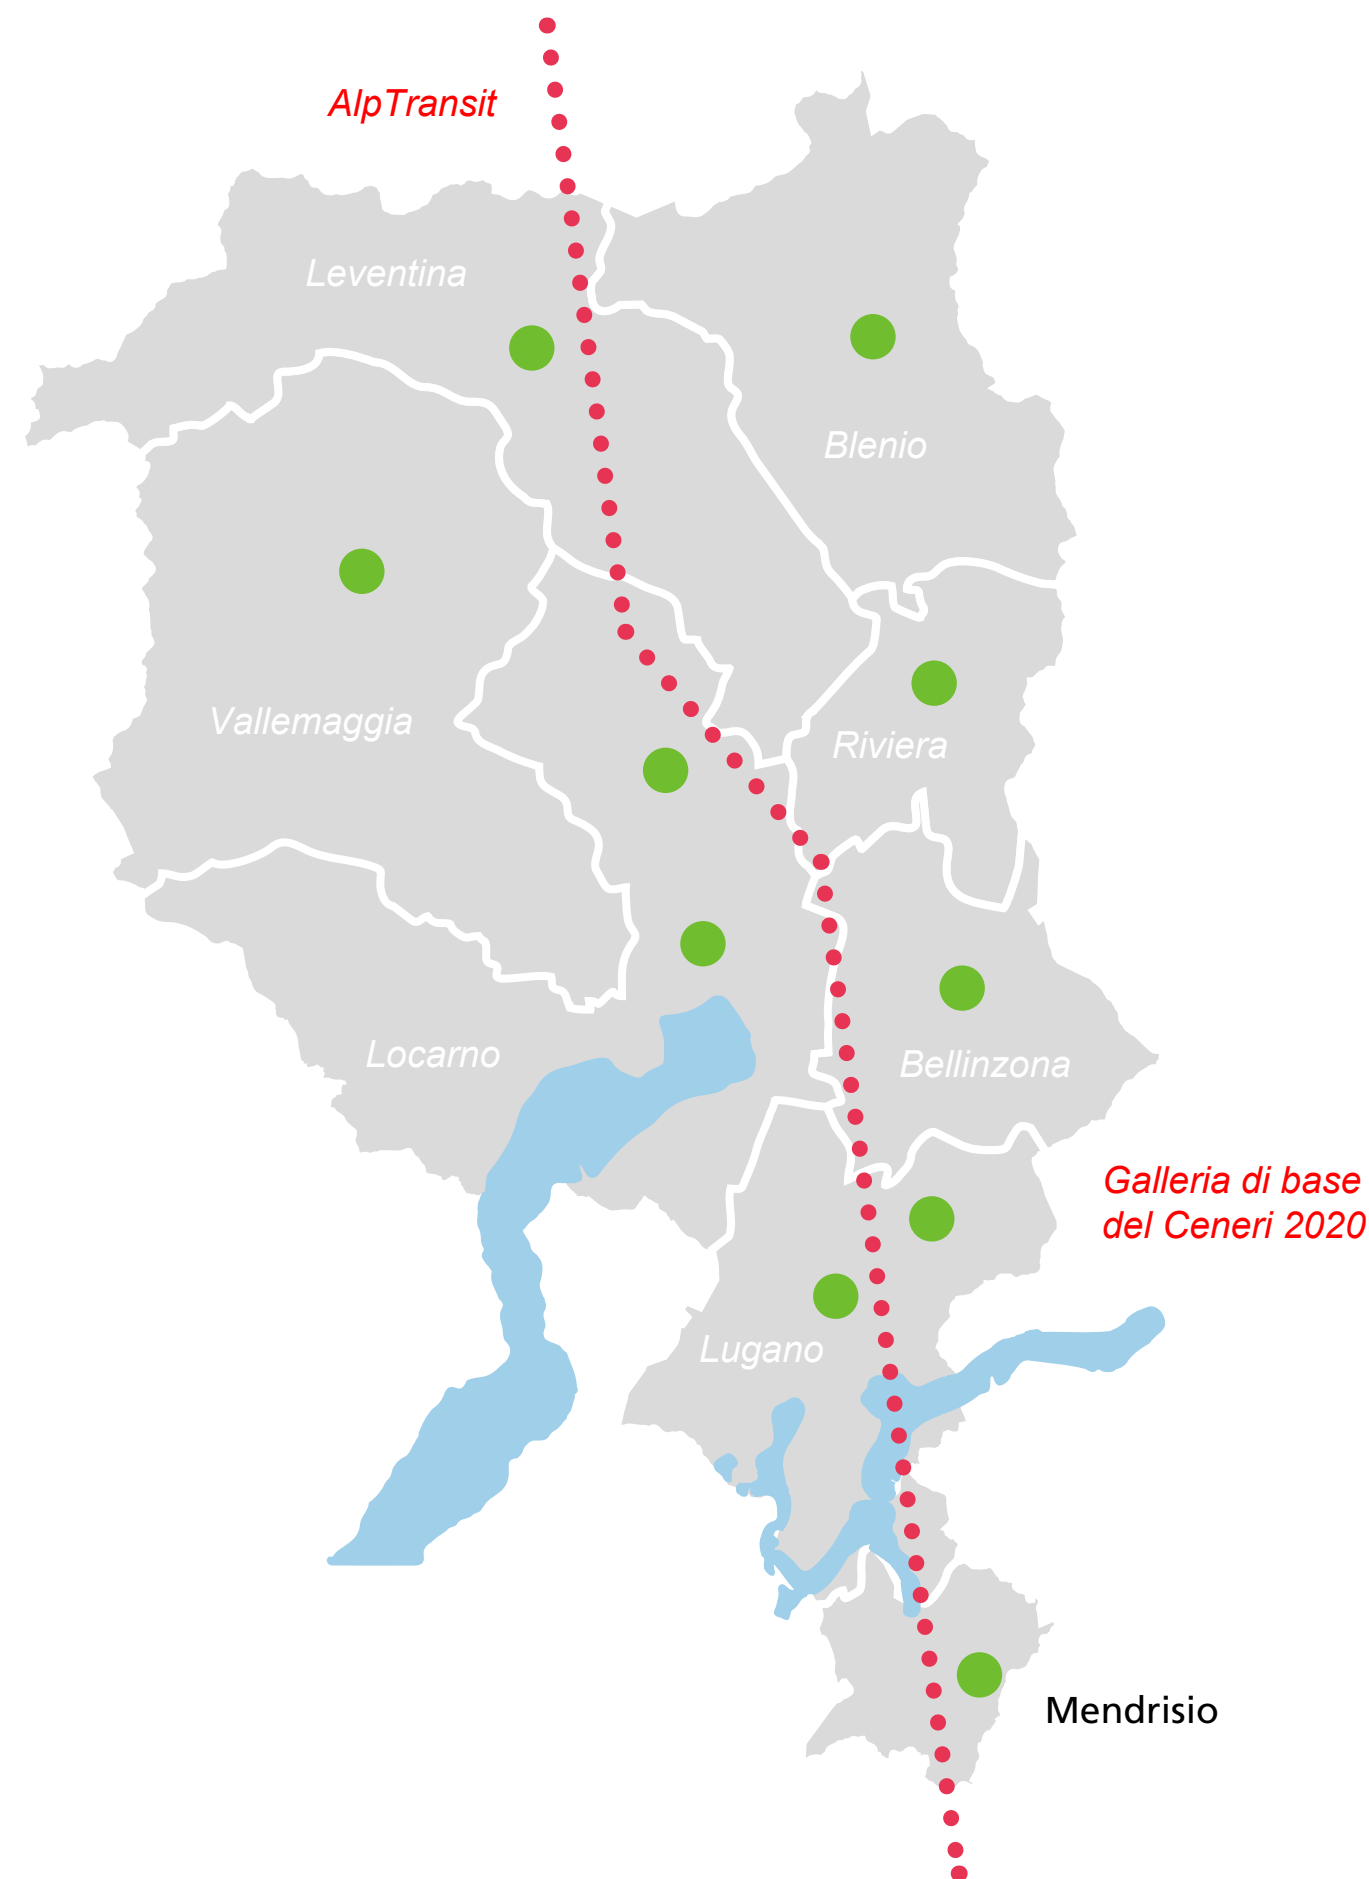 AlpTransit
Leventina
Blenio
Vallemaggia
Riviera
Locarno
Bellinzona
Galleria di base
del Ceneri 2020
Lugano
Mendrisio